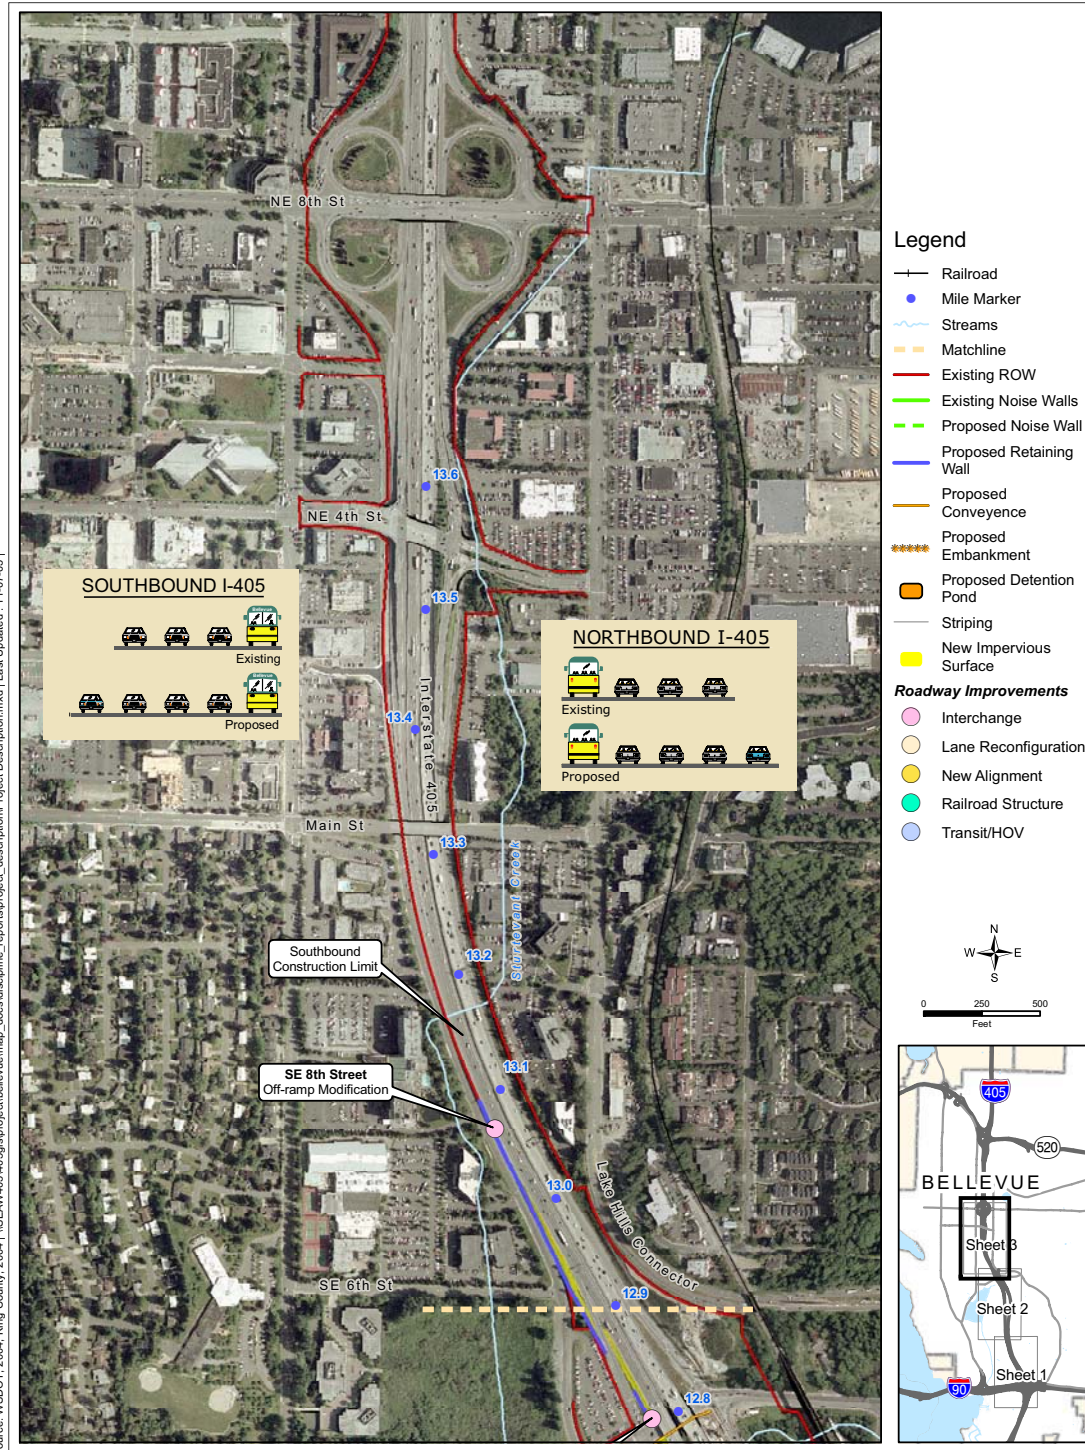 NE 8th St
13.6
NE 4th St
SOUTHBOUND I-405
Bellevue
Existing
Bellevue
Proposed
13.5
NORTHBOUND I-405
Existing
Proposed
13.4
Interstate 405
Main St
13.3
Sturtevant Creek
Southbound
Construction Limit
13.2
SE 8th Street
Off-ramp Modification
13.1
13.0
Lake Hills Connector
SE 6th St
12.9
12.8
Legend
Railroad
Mile Marker
Streams
Matchline
Existing ROW
Existing Noise Walls
Proposed Noise Wall
Proposed Retaining
Wall
Proposed
Conveyence
Proposed
Embankment
Proposed Detention
Pond
Striping
New Impervious
Surface
Roadway Improvements
Interchange
Lane Reconfiguration
New Alignment
Railroad Structure
Transit/HOV
N
W E
S
0 250 500
Feet
405
520
BELLEVUE
Sheet 3
Sheet 2
Sheet 1
90